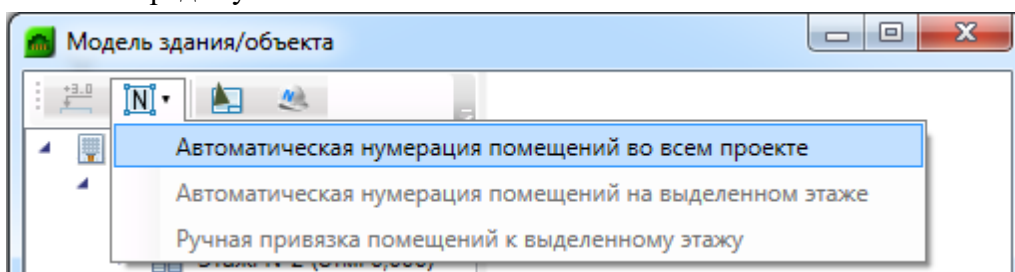 Модель здания/объекта
+3.0
N
N
Автоматическая нумерация помещений во всем проекте
Автоматическая нумерация помещений на выделенном этаже
Ручная привязка помещений к выделенному этажу